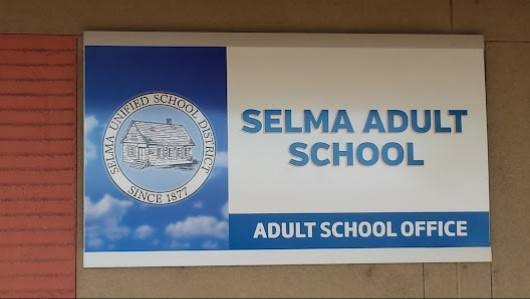 SELMA UNIFIED SCHOOL DISTRICT
SINCE 1877
SELMA ADULT
SCHOOL
ADULT SCHOOL OFFICE